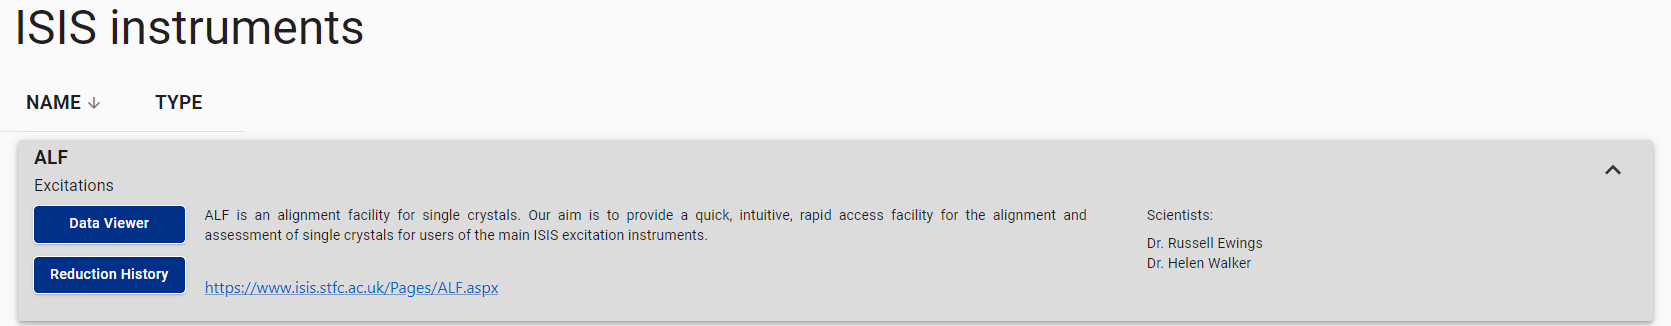 ISIS instruments
NAME TYPE
ALF
Excitations
Data Viewer
Reduction History
ALF is an alignment facility for single crystals. Our aim is to provide a quick, intuitive, rapid access facility for the alignment and
assessment of single crystals for users of the main ISIS excitation instruments.
https://www.isis.stfc.ac.uk/Pages/ALF.aspx
Scientists:
Dr. Russell Ewings
Dr. Helen Walker